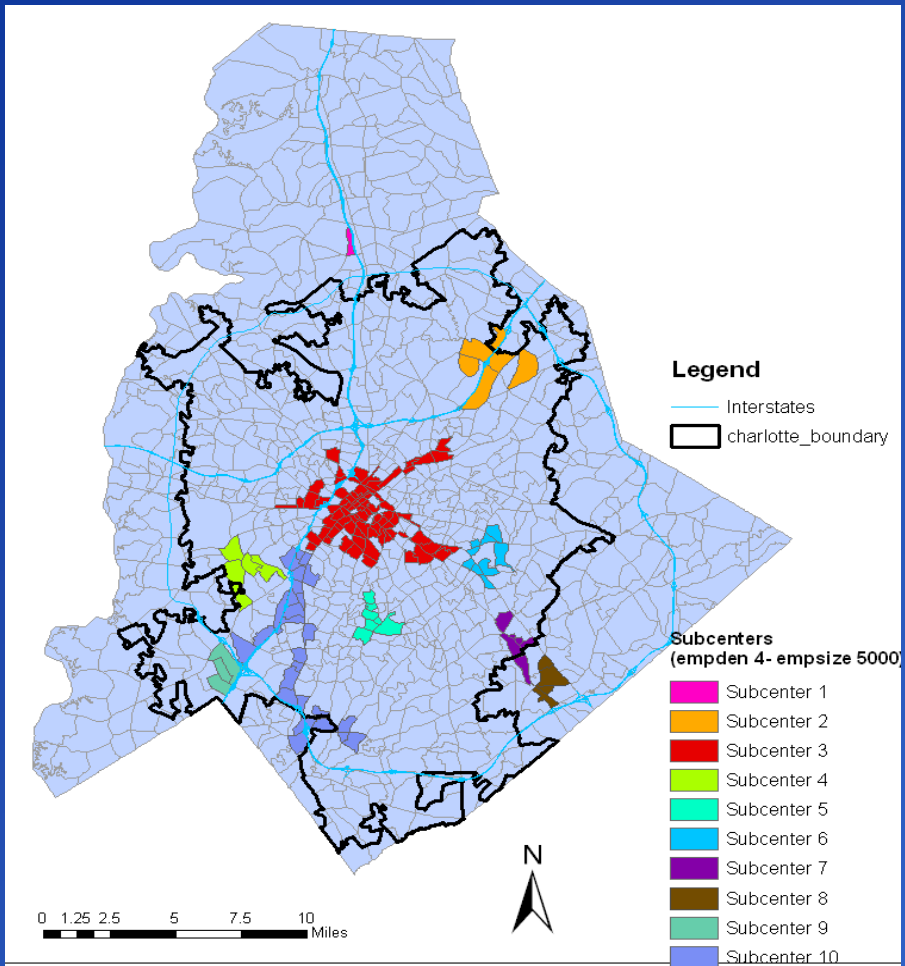 Legend
Interstates
charlotte_boundary
Subcenters
(empden 4- empsize 5000)
Subcenter 1
Subcenter 2
Subcenter 3
Subcenter 4
Subcenter 5
Subcenter 6
Subcenter 7
Subcenter 8
Subcenter 9
Subcenter 10
N
0 1.25 2.5 5 7.5 10
Miles